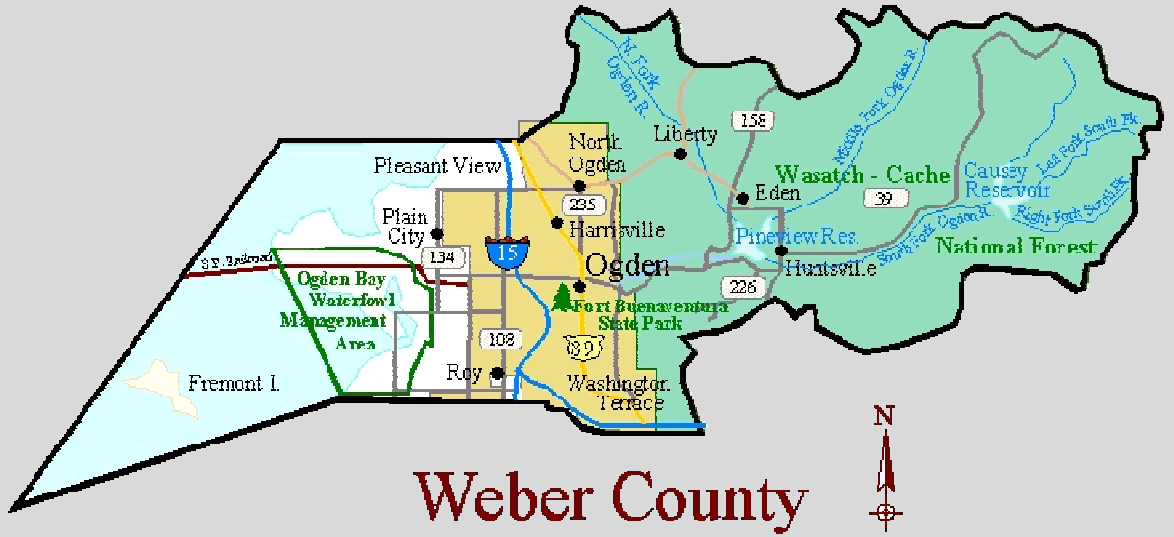 N. Fork
Ogden R.
Middle Fork Ogden R.
158
Liberty
North
Ogden
Pleasant View
Left Fork South Fk.
Wasatch - Cache
Causey
Reservoir
39
Eden
235
Plain
City
Harrisville
Right Fork South Fk.
South Fork Ogden R.
Pineview Res.
National Forest
134
15
S.P. Railroad
Ogden
Huntsville
Ogden Bay
Waterfowl
Management
Area
226
Fort Buenaventura
State Park
108
89
Roy
Fremont I.
Washington
Terrace
N
Weber County